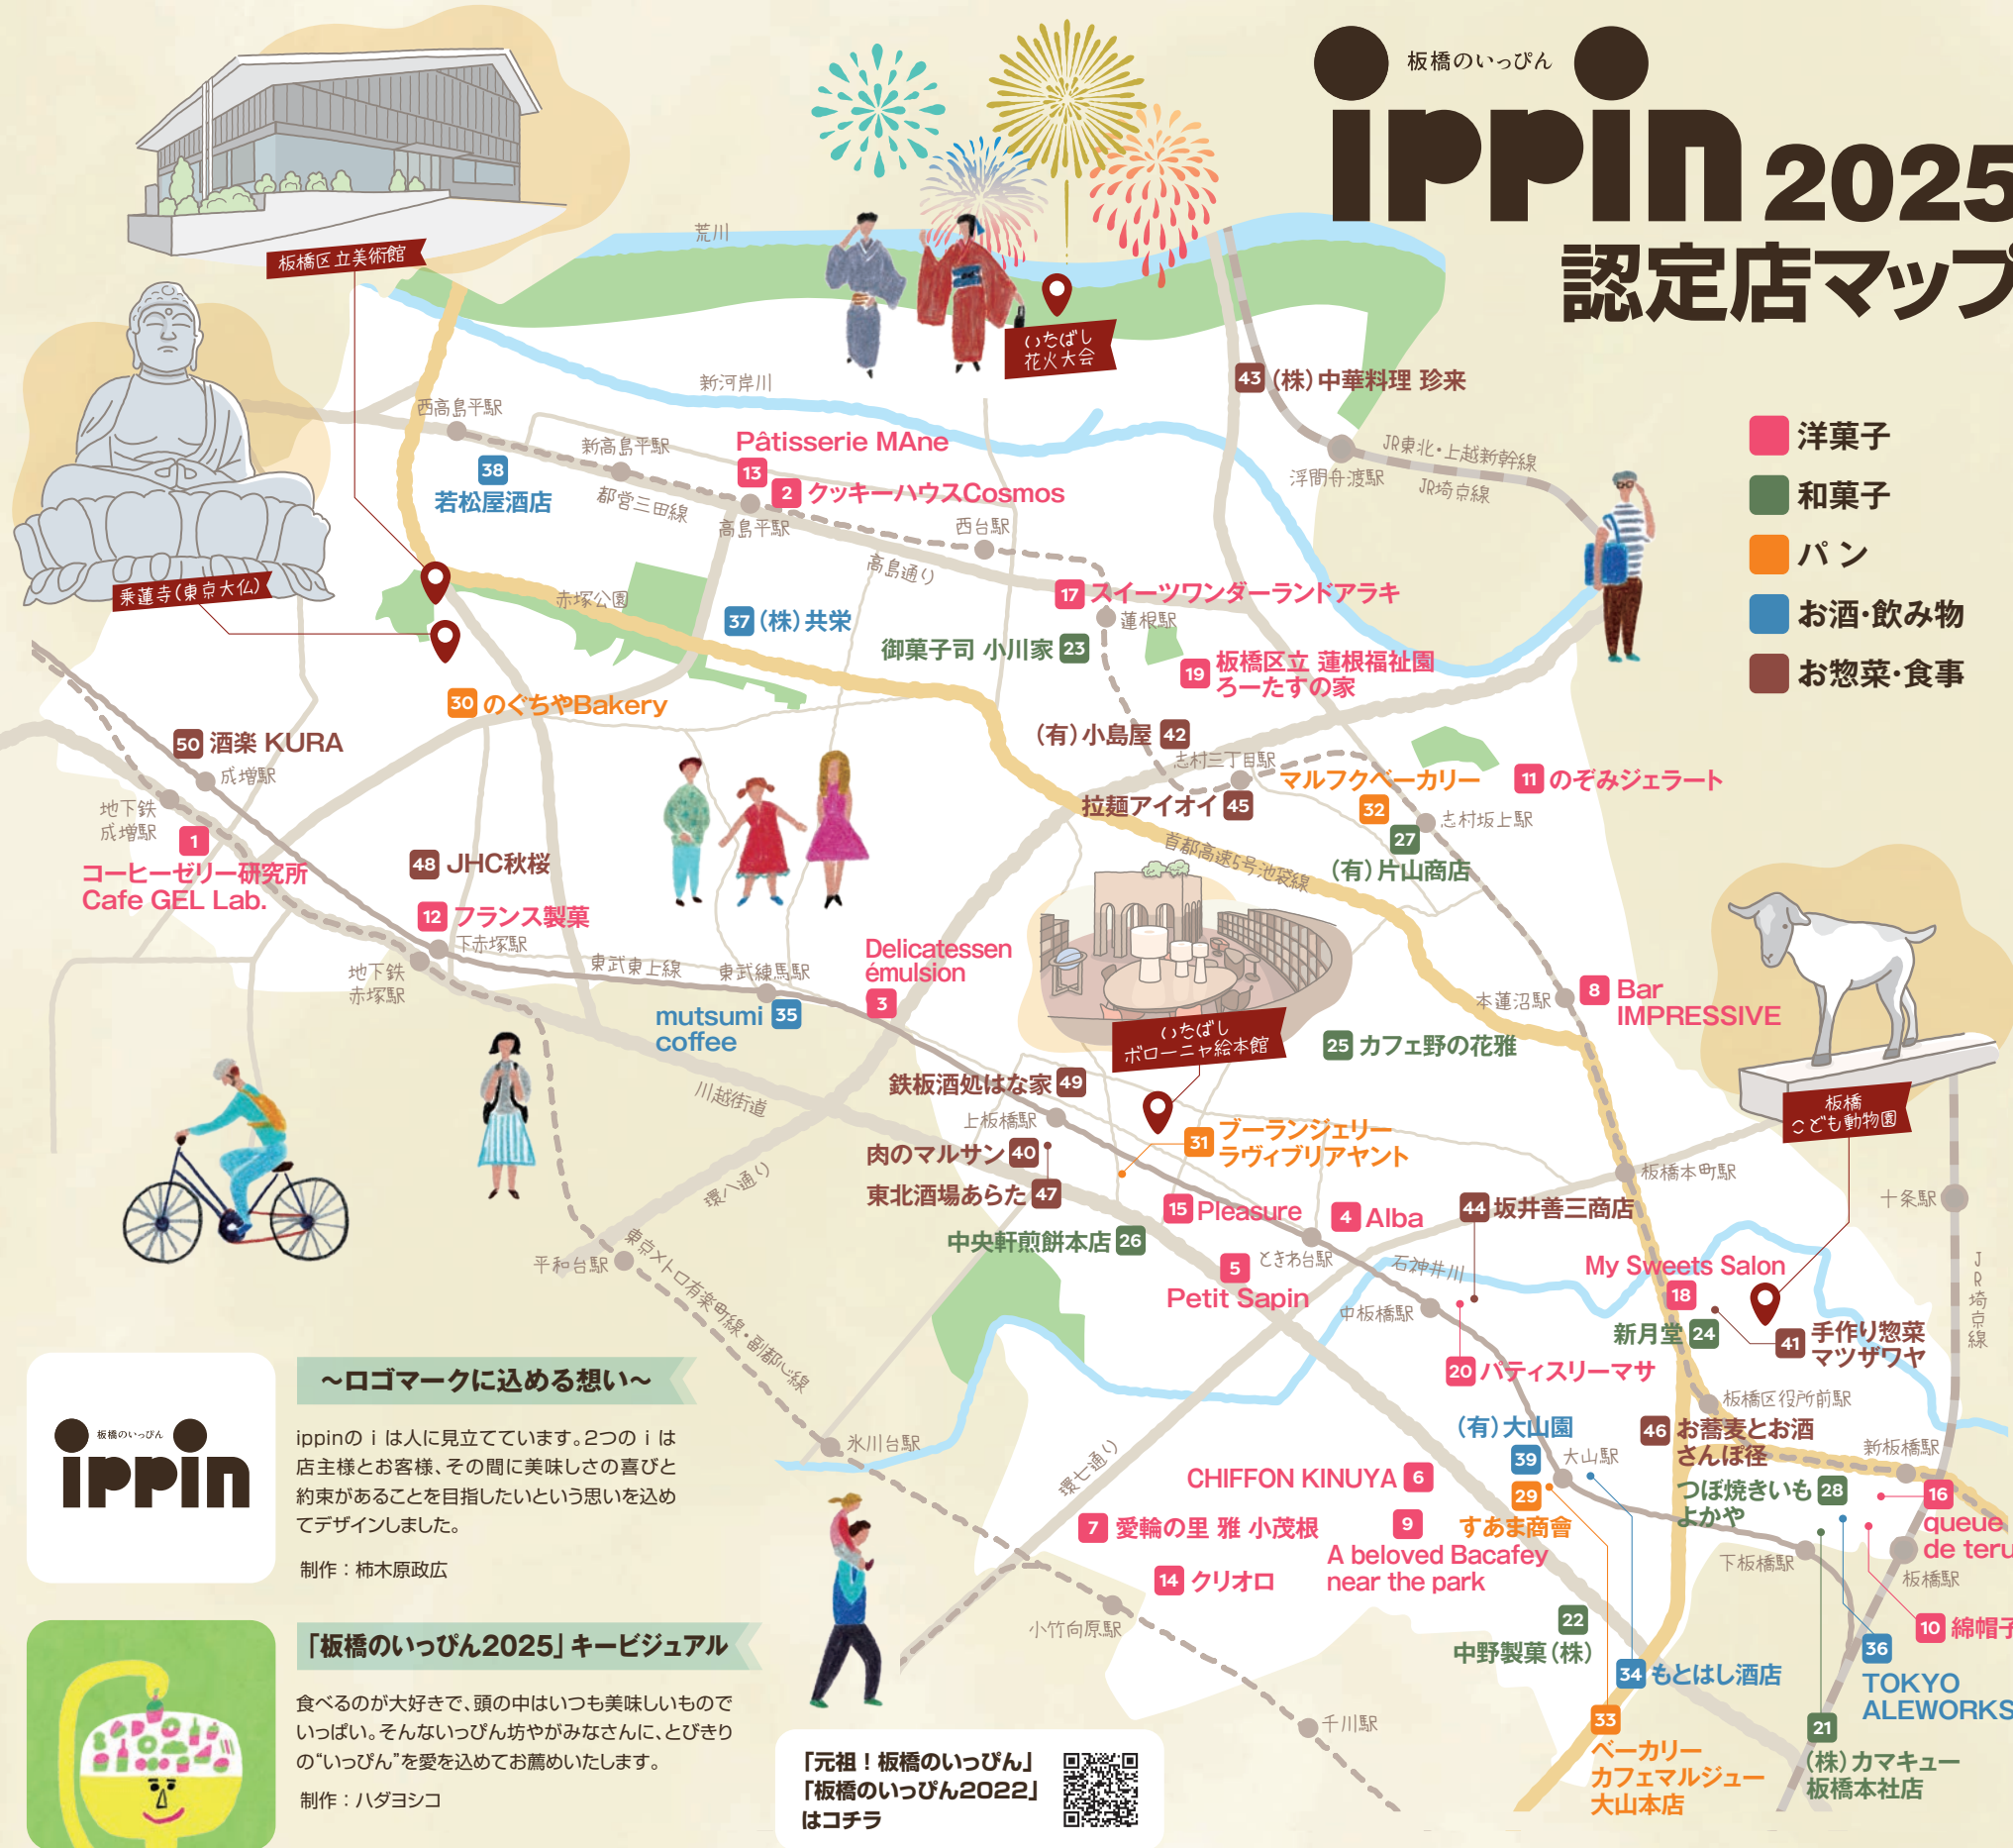 板橋のいっぴん
ippin 2025
認定店マップ
洋菓子
和菓子
パン
お酒・飲み物
お惣菜・食事
板橋区立美術館
乗蓮寺(東京大仏)
荒川
いたばし
花火大会
新河岸川
43 (株)中華料理 珍来
西高島平駅
新高島平駅
Pâtisserie MAne
13
2 クッキーハウスCosmos
38
若松屋酒店
都営三田線
高島平駅
西台駅
高島通り
浮間舟渡駅
JR東北・上越新幹線
JR埼京線
赤塚公園
37 (株)共栄
17 スイーツワンダーランドアラキ
蓮根駅
御菓子司 小川家 23
19 板橋区立 蓮根福祉園
ろーたすの家
30 のぐちやBakery
50 酒楽 KURA
成増駅
地下鉄
成増駅
1
コーヒーゼリー研究所
Cafe GEL Lab.
(有)小島屋 42
志村三丁目駅
マルフクベーカリー
32
11 のぞみジェラート
拉麺アイオイ 45
志村坂上駅
27
(有)片山商店
首都高速5号池袋線
48 JHC秋桜
12 フランス製菓
下赤塚駅
地下鉄
赤塚駅
東武東上線
東武練馬駅
mutsumi
coffee
35
Delicatessen
émulsion
3
いたばし
ボローニャ絵本館
25 カフェ野の花雅
本蓮沼駅
8 Bar
IMPRESSIVE
板橋
こども動物園
川越街道
鉄板酒処はな家 49
上板橋駅
肉のマルサン 40
東北酒場あらた 47
31 ブーランジェリー
ラヴィブリアヤント
板橋本町駅
十条駅
環八通り
15 Pleasure
4 Alba
44 坂井善三商店
中央軒煎餅本店 26
平和台駅
東京メトロ有楽町線・副都心線
5
Petit Sapin
ときわ台駅
石神井川
中板橋駅
My Sweets Salon
18
新月堂 24
41 手作り惣菜
マツザワヤ
JR埼京線
20 パティスリーマサ
板橋区役所前駅
氷川台駅
環七通り
(有)大山園
39
大山駅
46 お蕎麦とお酒
さんぽ径
新板橋駅
CHIFFON KINUYA 6
29
すあま商會
つぼ焼きいも
よかや
28
16
queue
de teru
7 愛輪の里 雅 小茂根
9
A beloved Bacafey
near the park
14 クリオロ
下板橋駅
板橋駅
小竹向原駅
22
中野製菓(株)
10 綿帽子
34 もとはし酒店
36
TOKYO
ALEWORKS
千川駅
33
ベーカリー
カフェマルジュー
大山本店
21
(株)カマキュー
板橋本社店
板橋のいっぴん
ippin
〜ロゴマークに込める想い〜
ippinの i は人に見立てています。2つの i は
店主様とお客様、その間に美味しさの喜びと
約束があることを目指したいという思いを込め
てデザインしました。
制作：柿木原政広
「板橋のいっぴん2025」キービジュアル
食べるのが大好きで、頭の中はいつも美味しいもので
いっぱい。そんないっぴん坊やがみなさんに、とびきり
の“いっぴん”を愛を込めてお薦めいたします。
制作：ハダヨシコ
「元祖！板橋のいっぴん」
「板橋のいっぴん2022」
はコチラ